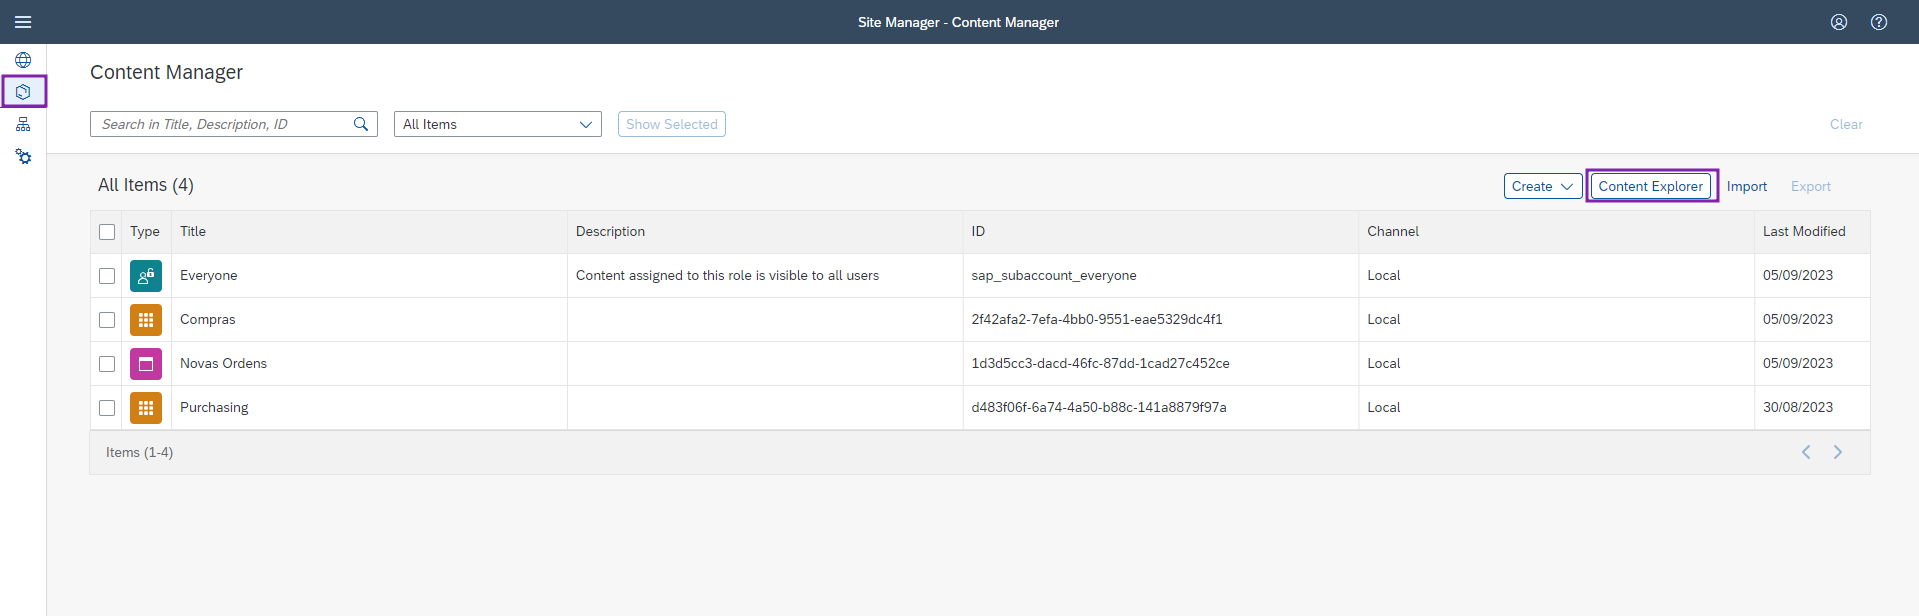 Site Manager - Content Manager
Content Manager
Search in Title, Description, ID
All Items
Show Selected
Clear
All Items (4)
Create
Content Explorer
Import
Export
Type Title Description ID Channel Last Modified
Everyone Content assigned to this role is visible to all users sap_subaccount_everyone Local 05/09/2023
Compras 2f42afa2-7efa-4bb0-9551-eae5329dc4f1 Local 05/09/2023
Novas Ordens 1d3d5cc3-dacd-46fc-87dd-1cad27c452ce Local 05/09/2023
Purchasing d483f06f-6a74-4a50-b88c-141a8879f97a Local 30/08/2023
Items (1-4)